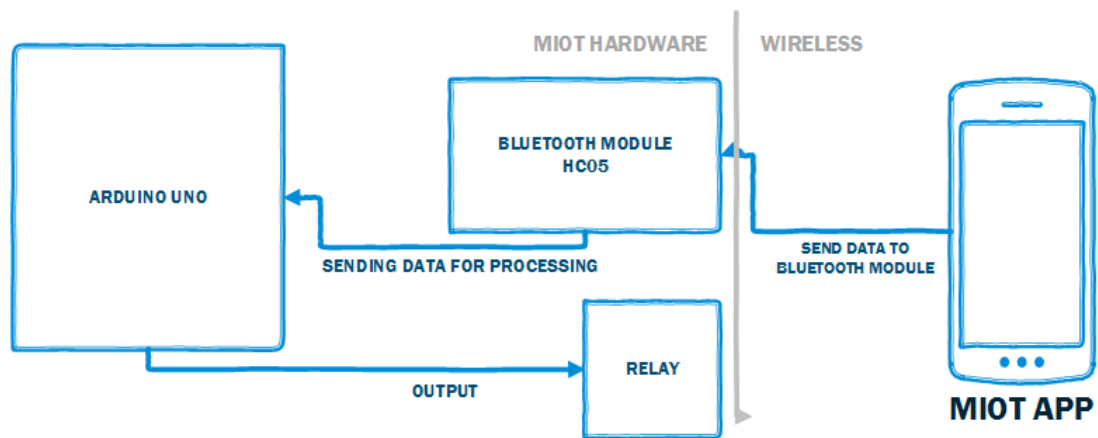 MIOT HARDWARE
WIRELESS
BLUETOOTH MODULE
HC05
ARDUINO UNO
SEND DATA TO
BLUETOOTH MODULE
SENDING DATA FOR PROCESSING
RELAY
OUTPUT
MIOT APP